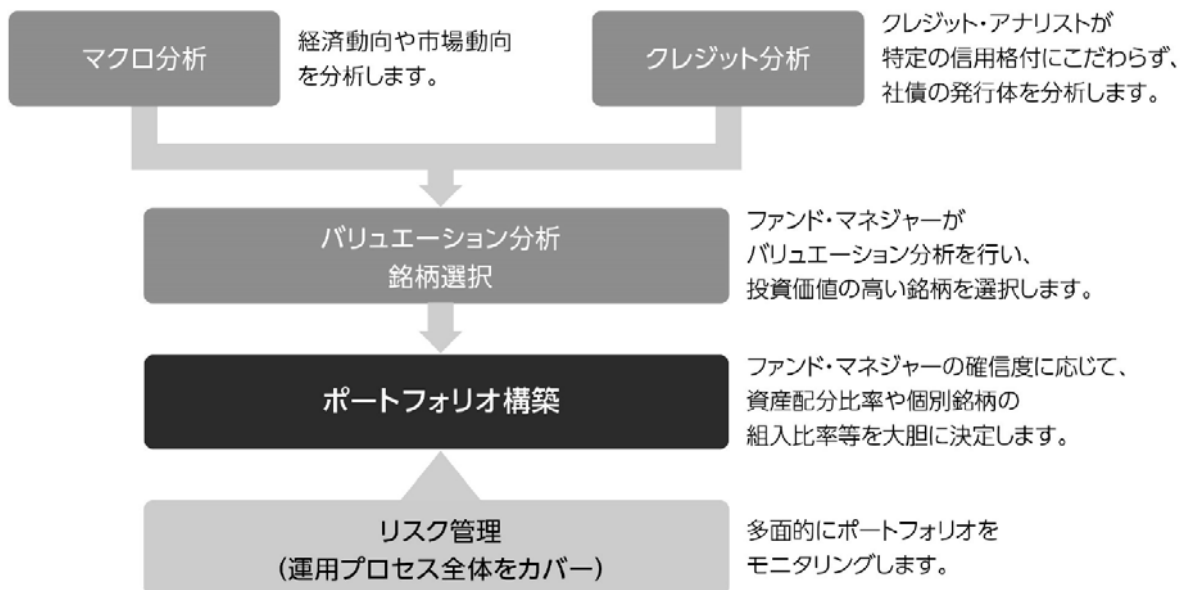 マクロ分析
経済動向や市場動向
を分析します。
クレジット分析
クレジット・アナリストが
特定の信用格付にこだわらず、
社債の発行体を分析します。
バリュエーション分析
銘柄選択
ファンド・マネジャーが
バリュエーション分析を行い、
投資価値の高い銘柄を選択します。
ポートフォリオ構築
ファンド・マネジャーの確信度に応じて、
資産配分比率や個別銘柄の
組入比率等を大胆に決定します。
リスク管理
(運用プロセス全体をカバー)
多面的にポートフォリオを
モニタリングします。